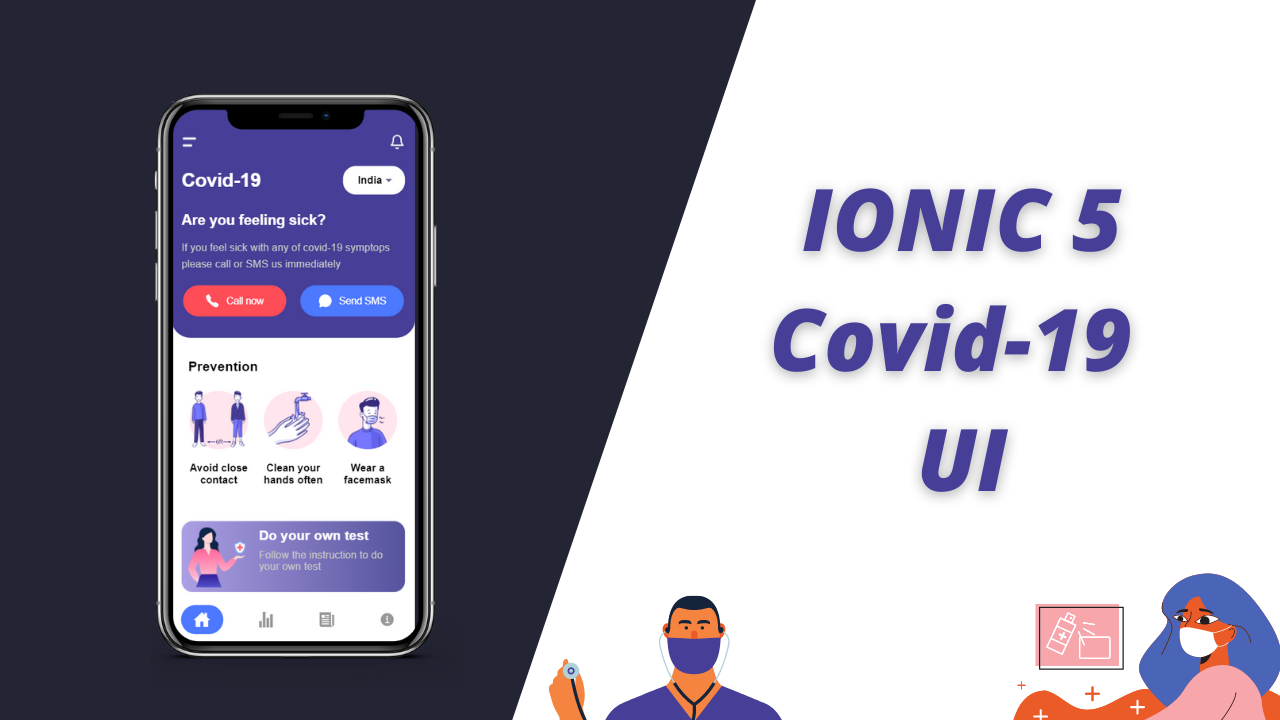 Covid-19
India
Are you feeling sick?
If you feel sick with any of covid-19 symptops
please call or SMS us immediately
Call now
Send SMS
Prevention
6ft
Avoid close
contact
Clean your
hands often
Wear a
facemask
Do your own test
Follow the instruction to do
your own test
IONIC 5
Covid-19
UI